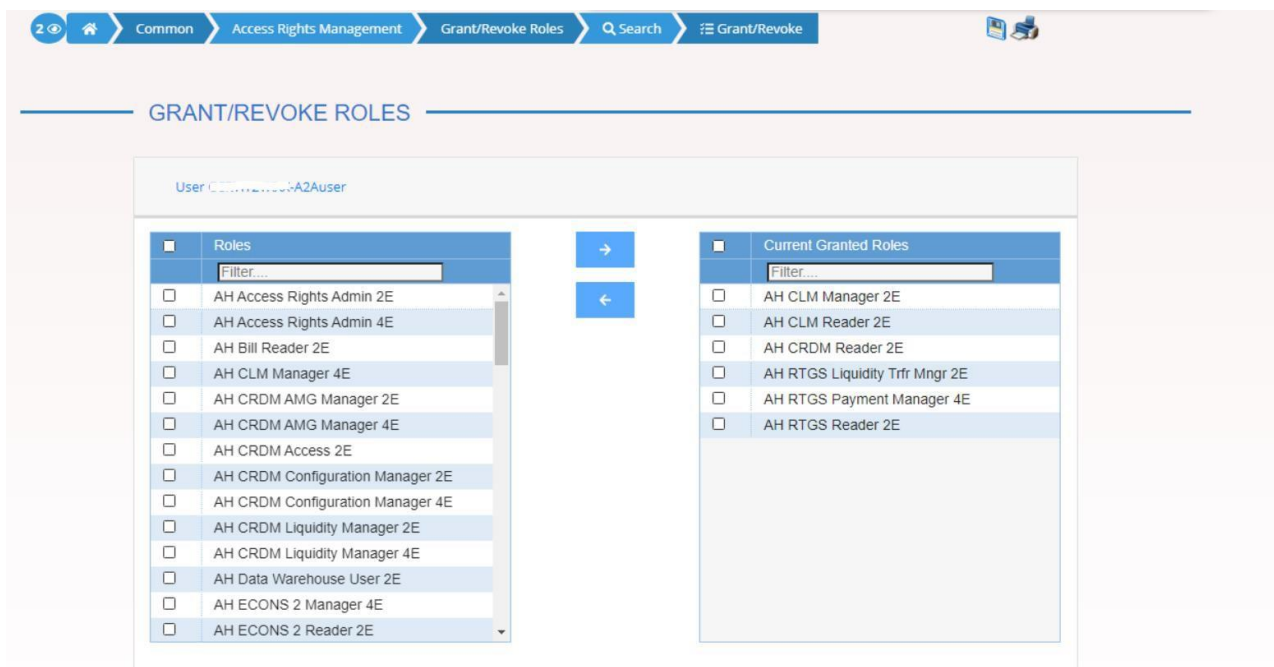 2 Common Access Rights Management Grant/Revoke Roles Search Grant/Revoke
GRANT/REVOKE ROLES
User -A2Auser
Roles
Filter....
AH Access Rights Admin 2E
AH Access Rights Admin 4E
AH Bill Reader 2E
AH CLM Manager 4E
AH CRDM AMG Manager 2E
AH CRDM AMG Manager 4E
AH CRDM Access 2E
AH CRDM Configuration Manager 2E
AH CRDM Configuration Manager 4E
AH CRDM Liquidity Manager 2E
AH CRDM Liquidity Manager 4E
AH Data Warehouse User 2E
AH ECONS 2 Manager 4E
AH ECONS 2 Reader 2E
Current Granted Roles
Filter....
AH CLM Manager 2E
AH CLM Reader 2E
AH CRDM Reader 2E
AH RTGS Liquidity Trfr Mngr 2E
AH RTGS Payment Manager 4E
AH RTGS Reader 2E